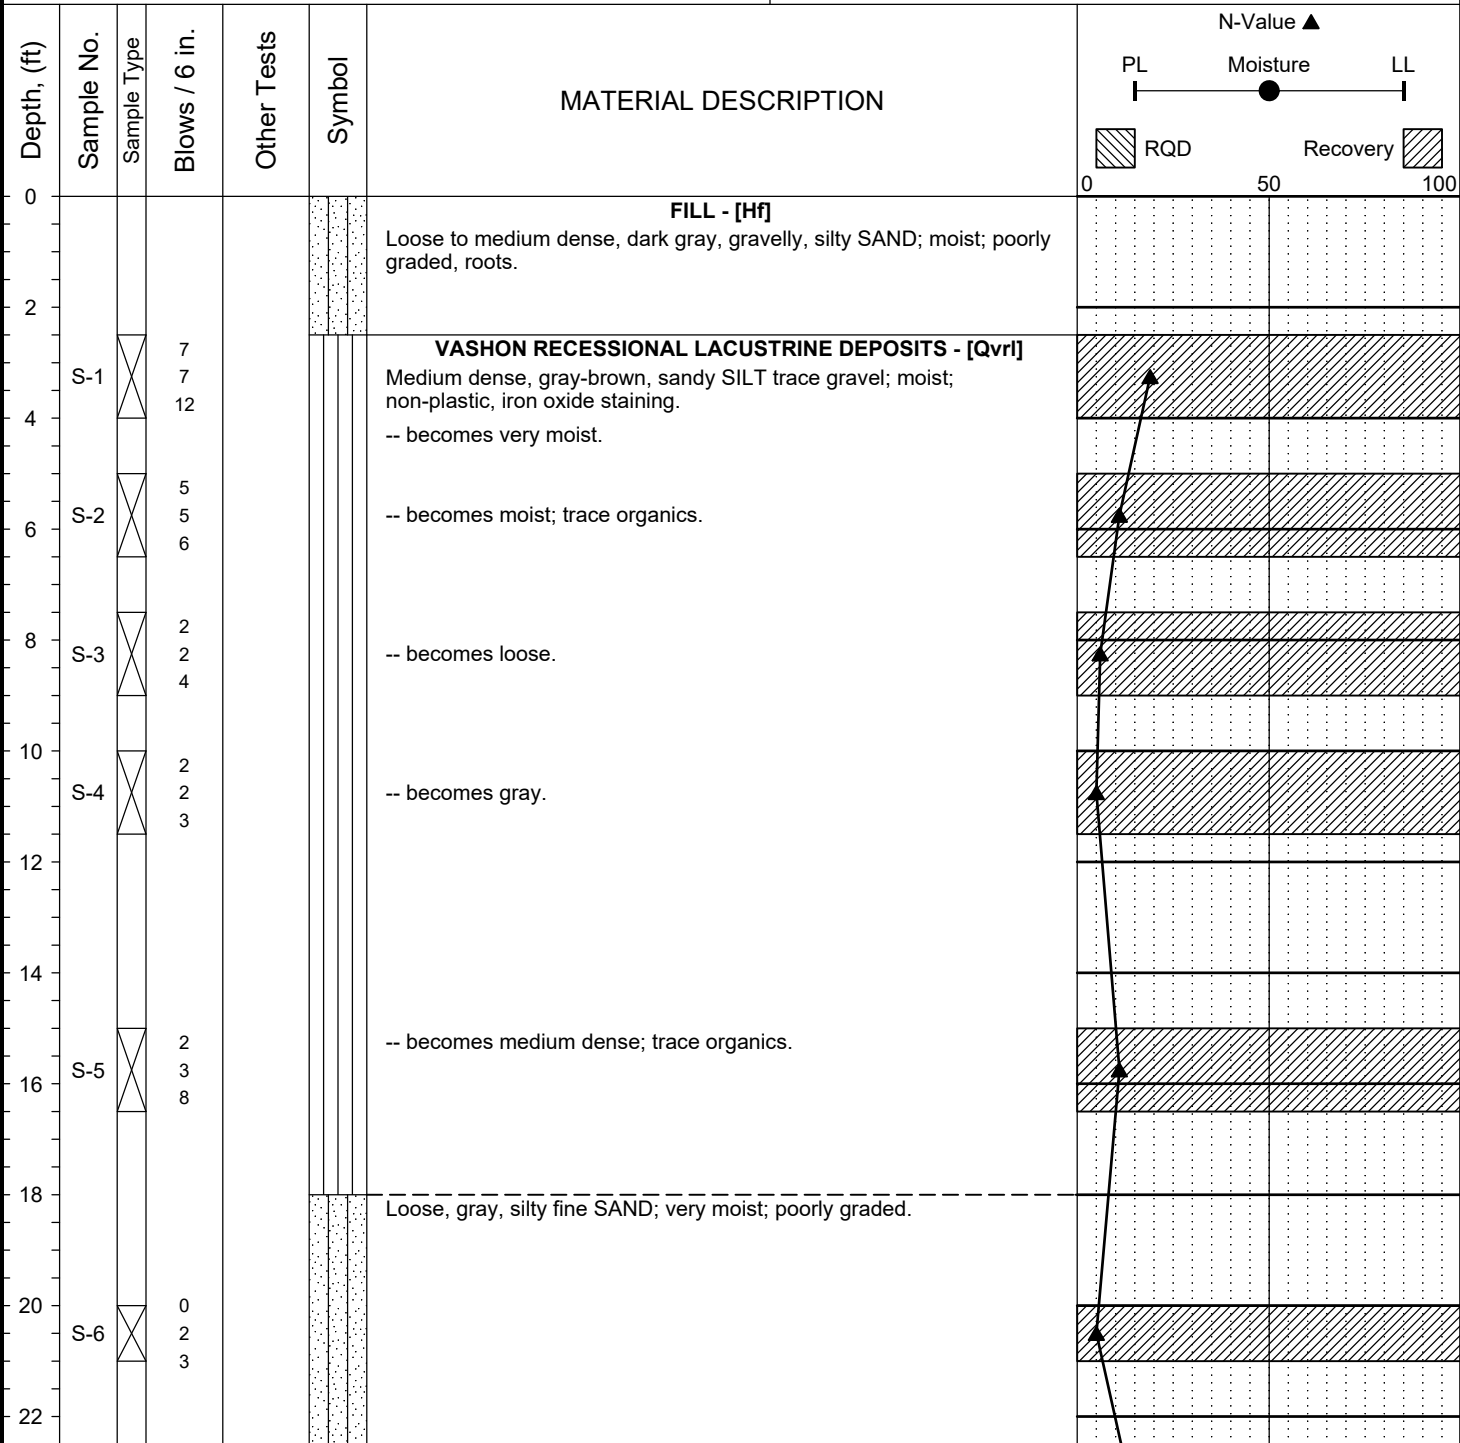 Depth, (ft)
Sample No.
Sample Type
Blows / 6 in.
Other Tests
Symbol
MATERIAL DESCRIPTION
N-Value ▲
PL Moisture LL
RQD Recovery
0 50 100
0
FILL - [Hf]
Loose to medium dense, dark gray, gravelly, silty SAND; moist; poorly
graded, roots.
2
VASHON RECESSIONAL LACUSTRINE DEPOSITS - [Qvrl]
7
S-1
7
12
Medium dense, gray-brown, sandy SILT trace gravel; moist;
non-plastic, iron oxide staining.
4
-- becomes very moist.
5
S-2
5
6
-- becomes moist; trace organics.
6
2
8
S-3
2
4
-- becomes loose.
10
2
S-4
2
3
-- becomes gray.
12
14
2
-- becomes medium dense; trace organics.
S-5
3
16
8
18
Loose, gray, silty fine SAND; very moist; poorly graded.
20
0
S-6
2
3
22